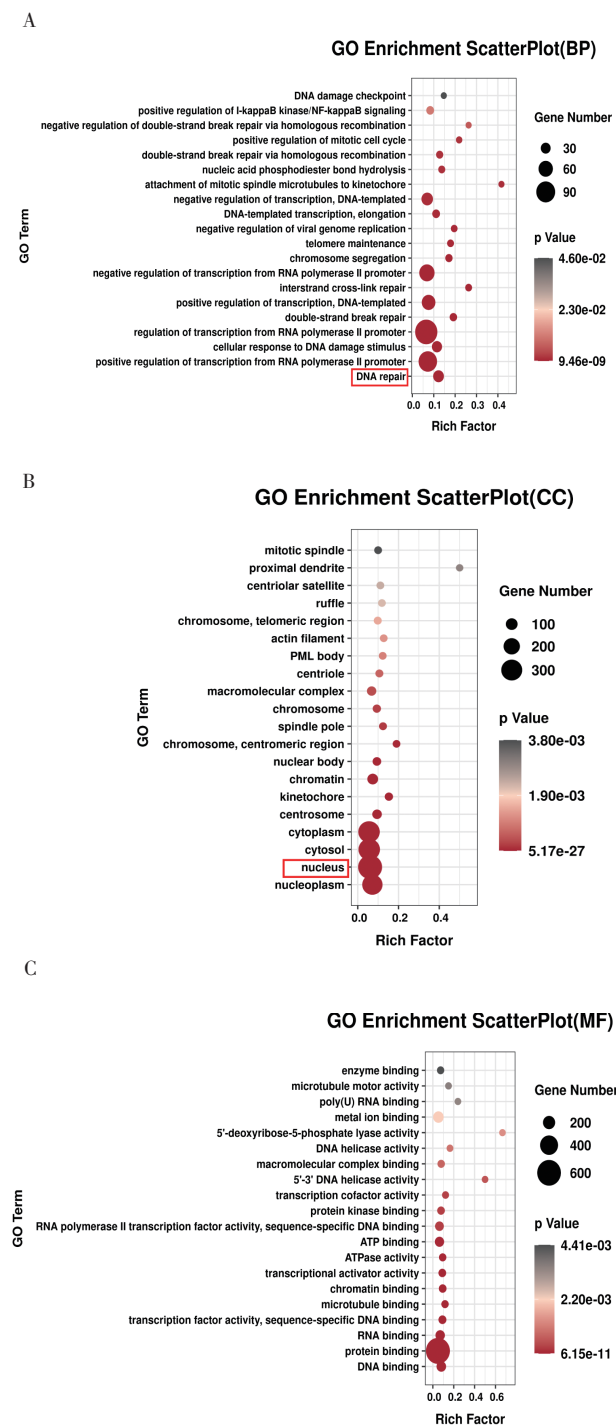 A
GO Enrichment ScatterPlot(BP)
DNA damage checkpoint
positive regulation of I-kappaB kinase/NF-kappaB signaling
negative regulation of double-strand break repair via homologous recombination
positive regulation of mitotic cell cycle
double-strand break repair via homologous recombination
nucleic acid phosphodiester bond hydrolysis
attachment of mitotic spindle microtubules to kinetochore
negative regulation of transcription, DNA-templated
DNA-templated transcription, elongation
negative regulation of viral genome replication
telomere maintenance
chromosome segregation
negative regulation of transcription from RNA polymerase II promoter
interstrand cross-link repair
positive regulation of transcription, DNA-templated
double-strand break repair
regulation of transcription from RNA polymerase II promoter
cellular response to DNA damage stimulus
positive regulation of transcription from RNA polymerase II promoter
DNA repair
GO Term
0.0 0.1 0.2 0.3 0.4
Rich Factor
Gene Number
30
60
90
p Value
4.60e-02
2.30e-02
9.46e-09
B
GO Enrichment ScatterPlot(CC)
mitotic spindle
proximal dendrite
centriolar satellite
ruffle
chromosome, telomeric region
actin filament
PML body
centriole
macromolecular complex
chromosome
spindle pole
chromosome, centromeric region
nuclear body
chromatin
kinetochore
centrosome
cytoplasm
cytosol
nucleus
nucleoplasm
GO Term
0.0 0.2 0.4
Rich Factor
Gene Number
100
200
300
p Value
3.80e-03
1.90e-03
5.17e-27
C
GO Enrichment ScatterPlot(MF)
enzyme binding
microtubule motor activity
poly(U) RNA binding
metal ion binding
5'-deoxyribose-5-phosphate lyase activity
DNA helicase activity
macromolecular complex binding
5'-3' DNA helicase activity
transcription cofactor activity
protein kinase binding
RNA polymerase II transcription factor activity, sequence-specific DNA binding
ATP binding
ATPase activity
transcriptional activator activity
chromatin binding
microtubule binding
transcription factor activity, sequence-specific DNA binding
RNA binding
protein binding
DNA binding
GO Term
0.0 0.2 0.4 0.6
Rich Factor
Gene Number
200
400
600
p Value
4.41e-03
2.20e-03
6.15e-11